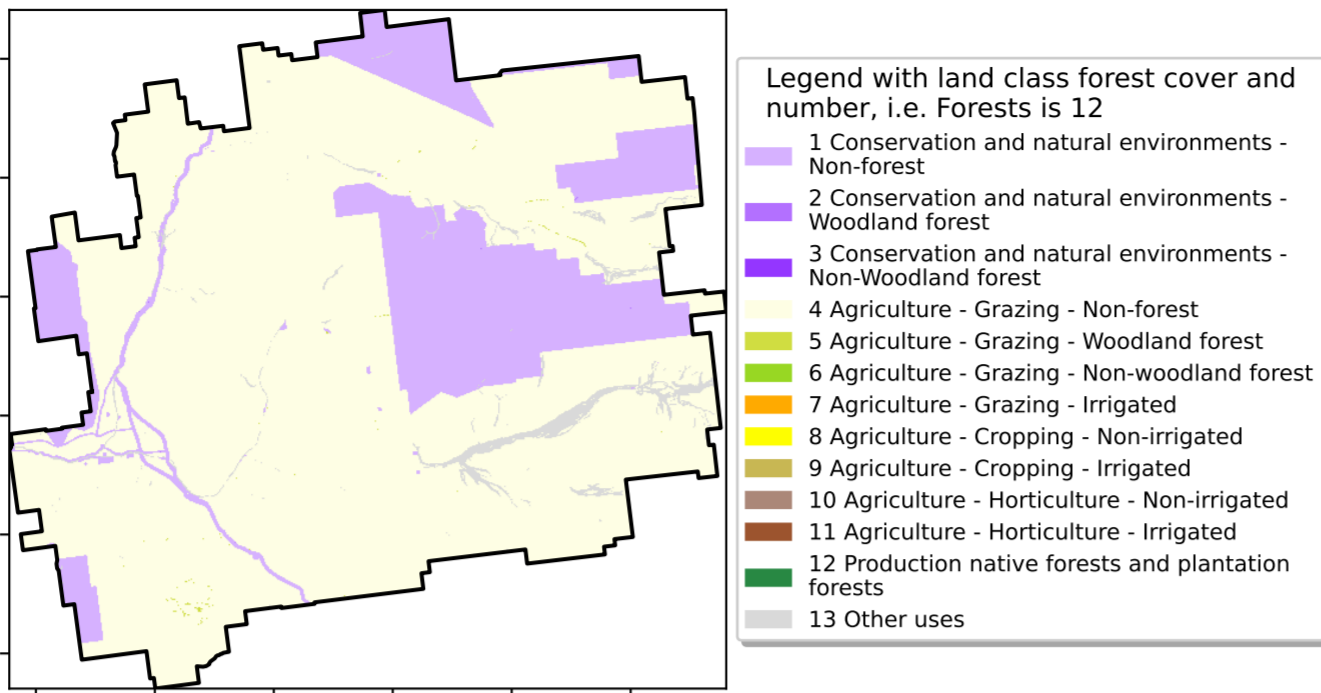 Legend with land class forest cover and
number, i.e. Forests is 12
1 Conservation and natural environments -
Non-forest
2 Conservation and natural environments -
Woodland forest
3 Conservation and natural environments -
Non-Woodland forest
4 Agriculture - Grazing - Non-forest
5 Agriculture - Grazing - Woodland forest
6 Agriculture - Grazing - Non-woodland forest
7 Agriculture - Grazing - Irrigated
8 Agriculture - Cropping - Non-irrigated
9 Agriculture - Cropping - Irrigated
10 Agriculture - Horticulture - Non-irrigated
11 Agriculture - Horticulture - Irrigated
12 Production native forests and plantation
forests
13 Other uses